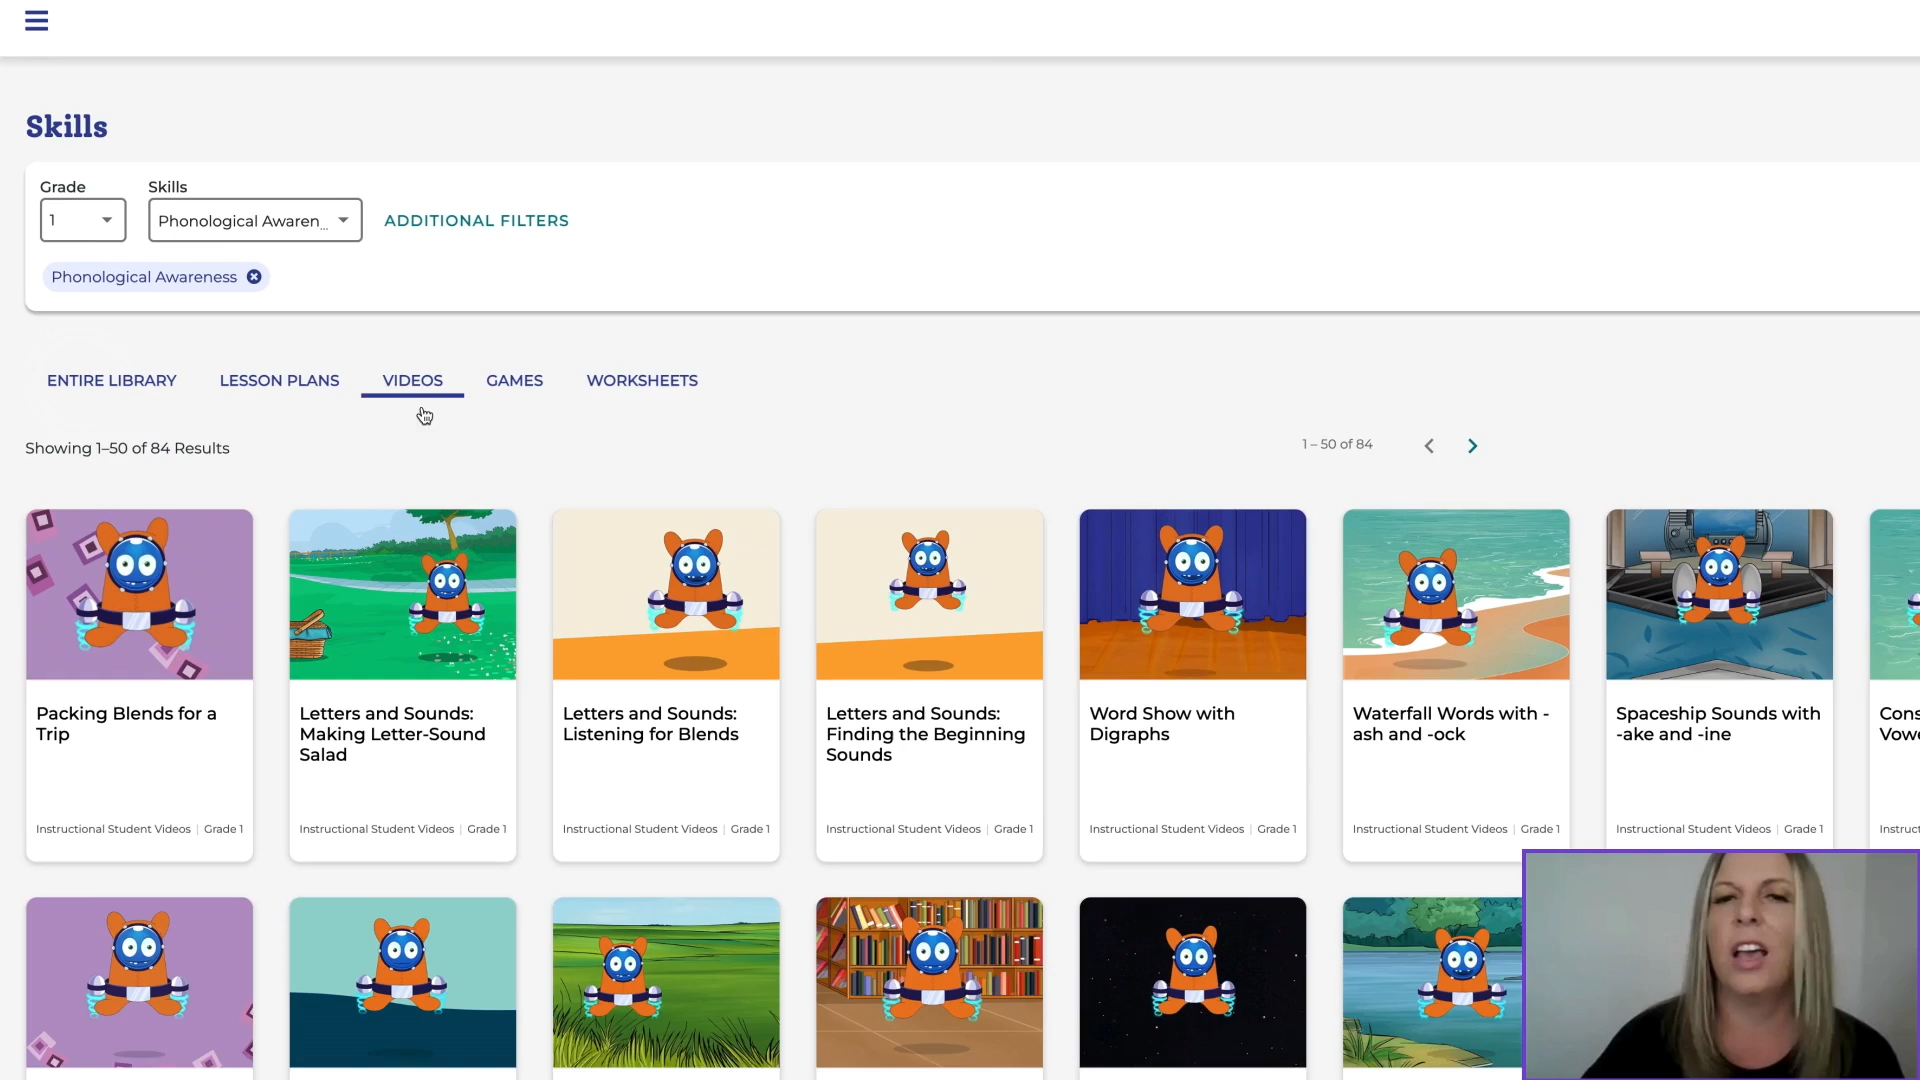 Skills
Grade
Skills
1
Phonological Awaren...
ADDITIONAL FILTERS
Phonological Awareness
ENTIRE LIBRARY
LESSON PLANS
VIDEOS
GAMES
WORKSHEETS
Showing 1–50 of 84 Results
1 – 50 of 84
Packing Blends for a
Trip
Instructional Student Videos | Grade 1
Letters and Sounds:
Making Letter-Sound
Salad
Instructional Student Videos | Grade 1
Letters and Sounds:
Listening for Blends
Instructional Student Videos | Grade 1
Letters and Sounds:
Finding the Beginning
Sounds
Instructional Student Videos | Grade 1
Word Show with
Digraphs
Instructional Student Videos | Grade 1
Waterfall Words with -
ash and -ock
Instructional Student Videos | Grade 1
Spaceship Sounds with
-ake and -ine
Instructional Student Videos | Grade 1
Cons
Vowe
Instruct